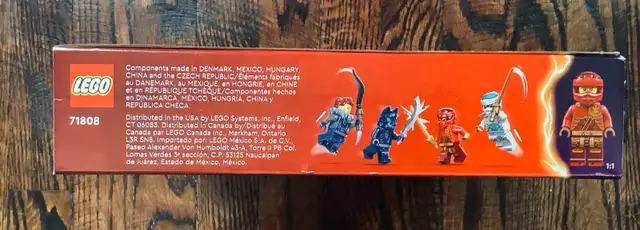 LEGO
71808
Components made in DENMARK, MEXICO, HUNGARY,
CHINA and the CZECH REPUBLIC/Éléments fabriqués
au DANEMARK, au MEXIQUE, en HONGRIE, en CHINE
et en RÉPUBLIQUE TCHÈQUE/Componentes hechos
en DINAMARCA, MÉXICO, HUNGRÍA, CHINA y
REPÚBLICA CHECA.
Distributed in the USA by LEGO Systems, Inc., Enfield,
CT 06083. Distributed in Canada by/Distribué au
Canada par LEGO Canada Inc., Markham, Ontario
L3R 5N8. Importado por: LEGO México S.A. de C.V.,
Paseo Alexander Von Humboldt 43-A, Torre II PB Col.
Lomas Verdes 3ª sección, C.P. 53125 Naucalpan
de Juárez, Estado de México, México.
1:1